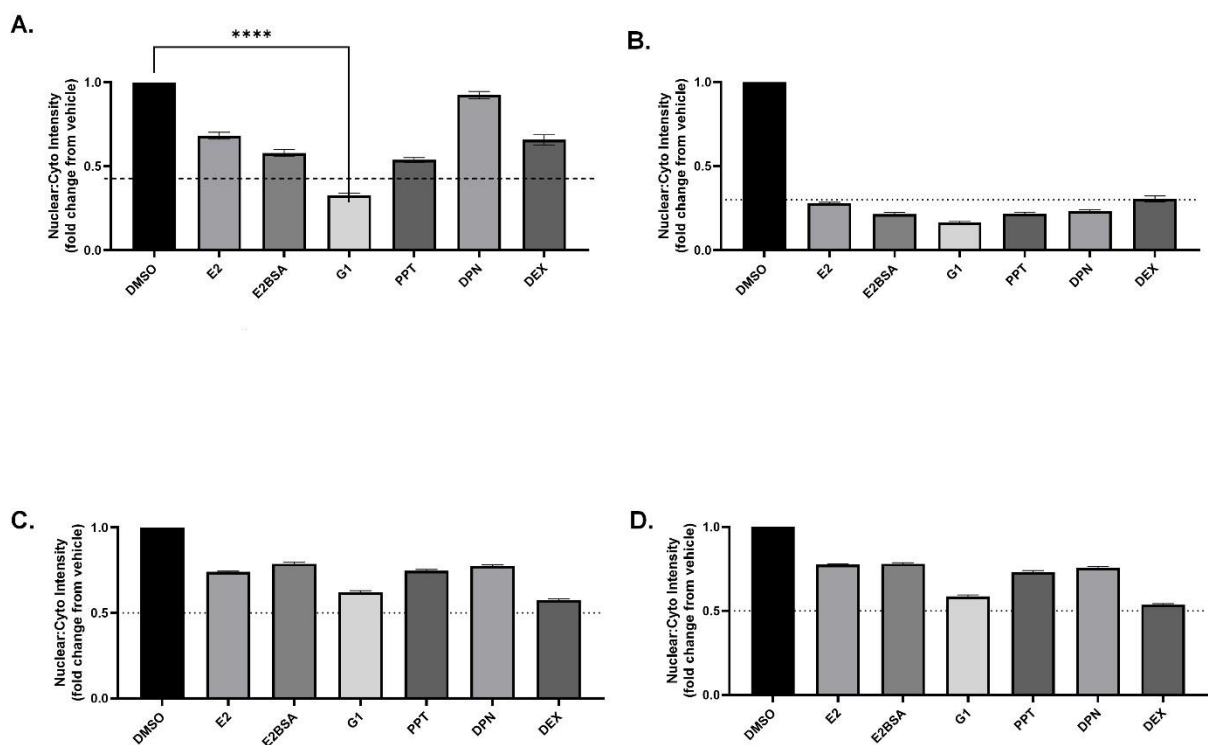 A.
****
Nuclear:Cyto Intensity
(fold change from vehicle)
1.0
0.5
0.0
DMSO
E2
E2BSA
G1
PPT
DPN
DEX
B.
Nuclear:Cyto Intensity
(fold change from vehicle)
1.0
0.5
0.0
DMSO
E2
E2BSA
G1
PPT
DPN
DEX
C.
Nuclear:Cyto Intensity
(fold change from vehicle)
1.0
0.5
0.0
DMSO
E2
E2BSA
G1
PPT
DPN
DEX
D.
Nuclear:Cyto Intensity
(fold change from vehicle)
1.0
0.5
0.0
DMSO
E2
E2BSA
G1
PPT
DPN
DEX